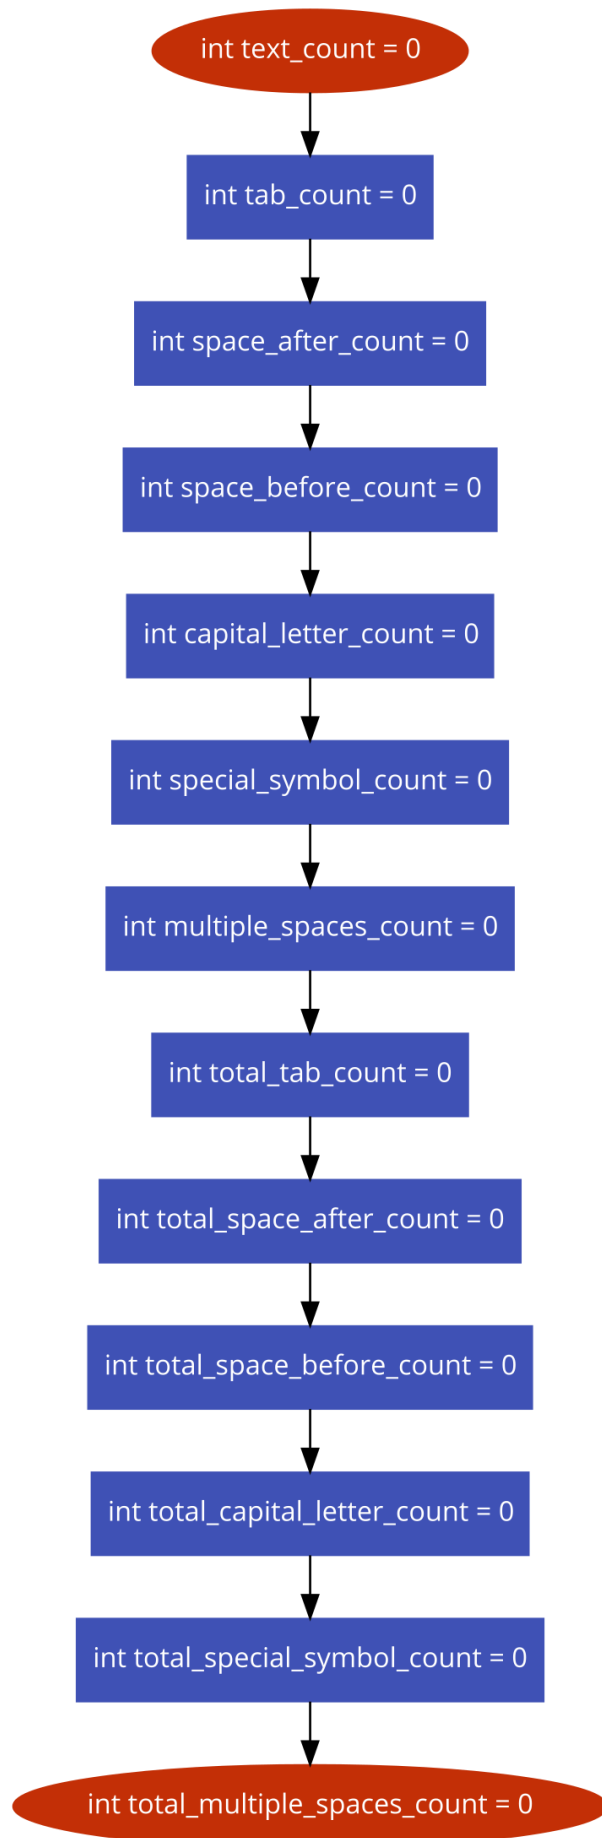 int text_count = 0
int tab_count = 0
int space_after_count = 0
int space_before_count = 0
int capital_letter_count = 0
int special_symbol_count = 0
int multiple_spaces_count = 0
int total_tab_count = 0
int total_space_after_count = 0
int total_space_before_count = 0
int total_capital_letter_count = 0
int total_special_symbol_count = 0
int total_multiple_spaces_count = 0